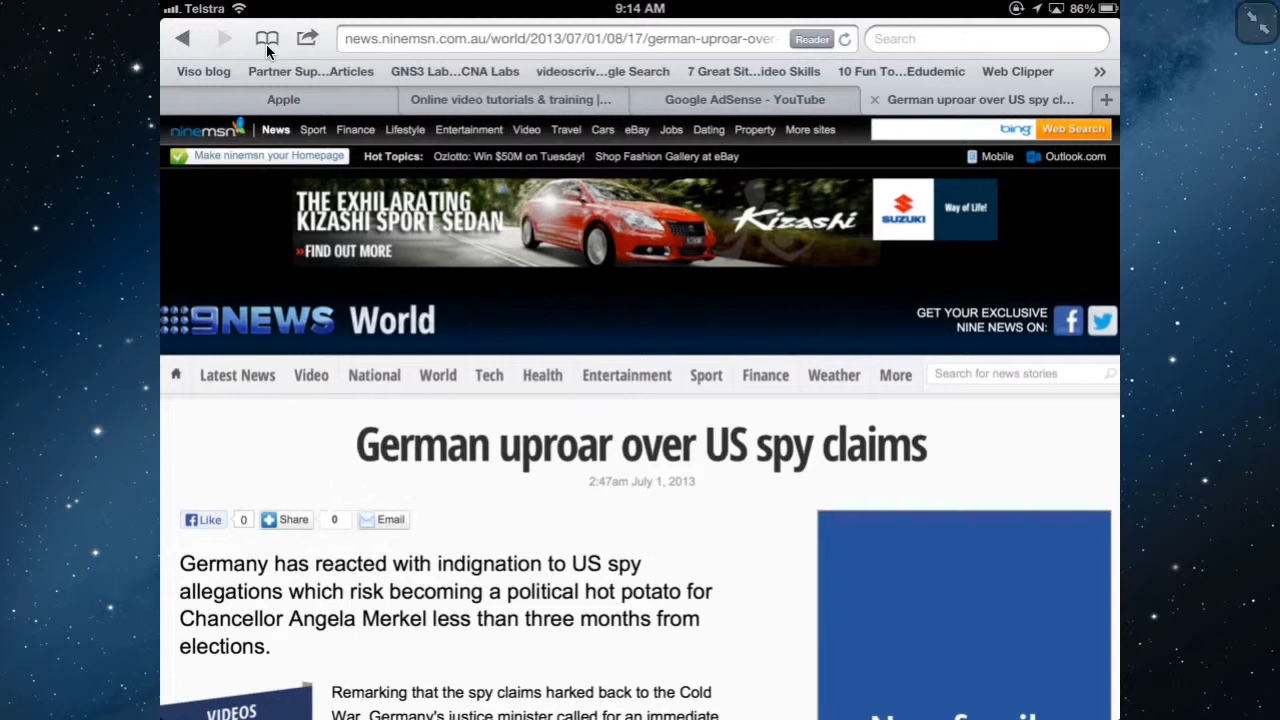 Telstra 9:14 AM 86%
news.ninemsn.com.au/world/2013/07/01/08/17/german-uproar-over- Reader Search
Viso blog Partner Sup...Articles GNS3 Lab...CNA Labs videoscriv...gle Search 7 Great Sit...ideo Skills 10 Fun To...Edudemic Web Clipper »
Apple Online video tutorials & training |... Google AdSense - YouTube × German uproar over US spy cl... +
ninemsn News Sport Finance Lifestyle Entertainment Video Travel Cars eBay Jobs Dating Property More sites bing Web Search
Make ninemsn your Homepage Hot Topics: Ozlotto: Win $50M on Tuesday! Shop Fashion Gallery at eBay Mobile Outlook.com
THE EXHILARATING
KIZASHI SPORT SEDAN
»FIND OUT MORE
Kizashi
SUZUKI
Way of Life!
9NEWS World
GET YOUR EXCLUSIVE
NINE NEWS ON:
Latest News Video National World Tech Health Entertainment Sport Finance Weather More Search for news stories
German uproar over US spy claims
2:47am July 1, 2013
Like 0 Share 0 Email
Germany has reacted with indignation to US spy
allegations which risk becoming a political hot potato for
Chancellor Angela Merkel less than three months from
elections.
VIDEOS
Remarking that the spy claims harked back to the Cold
War, Germany's justice minister called for an immediate